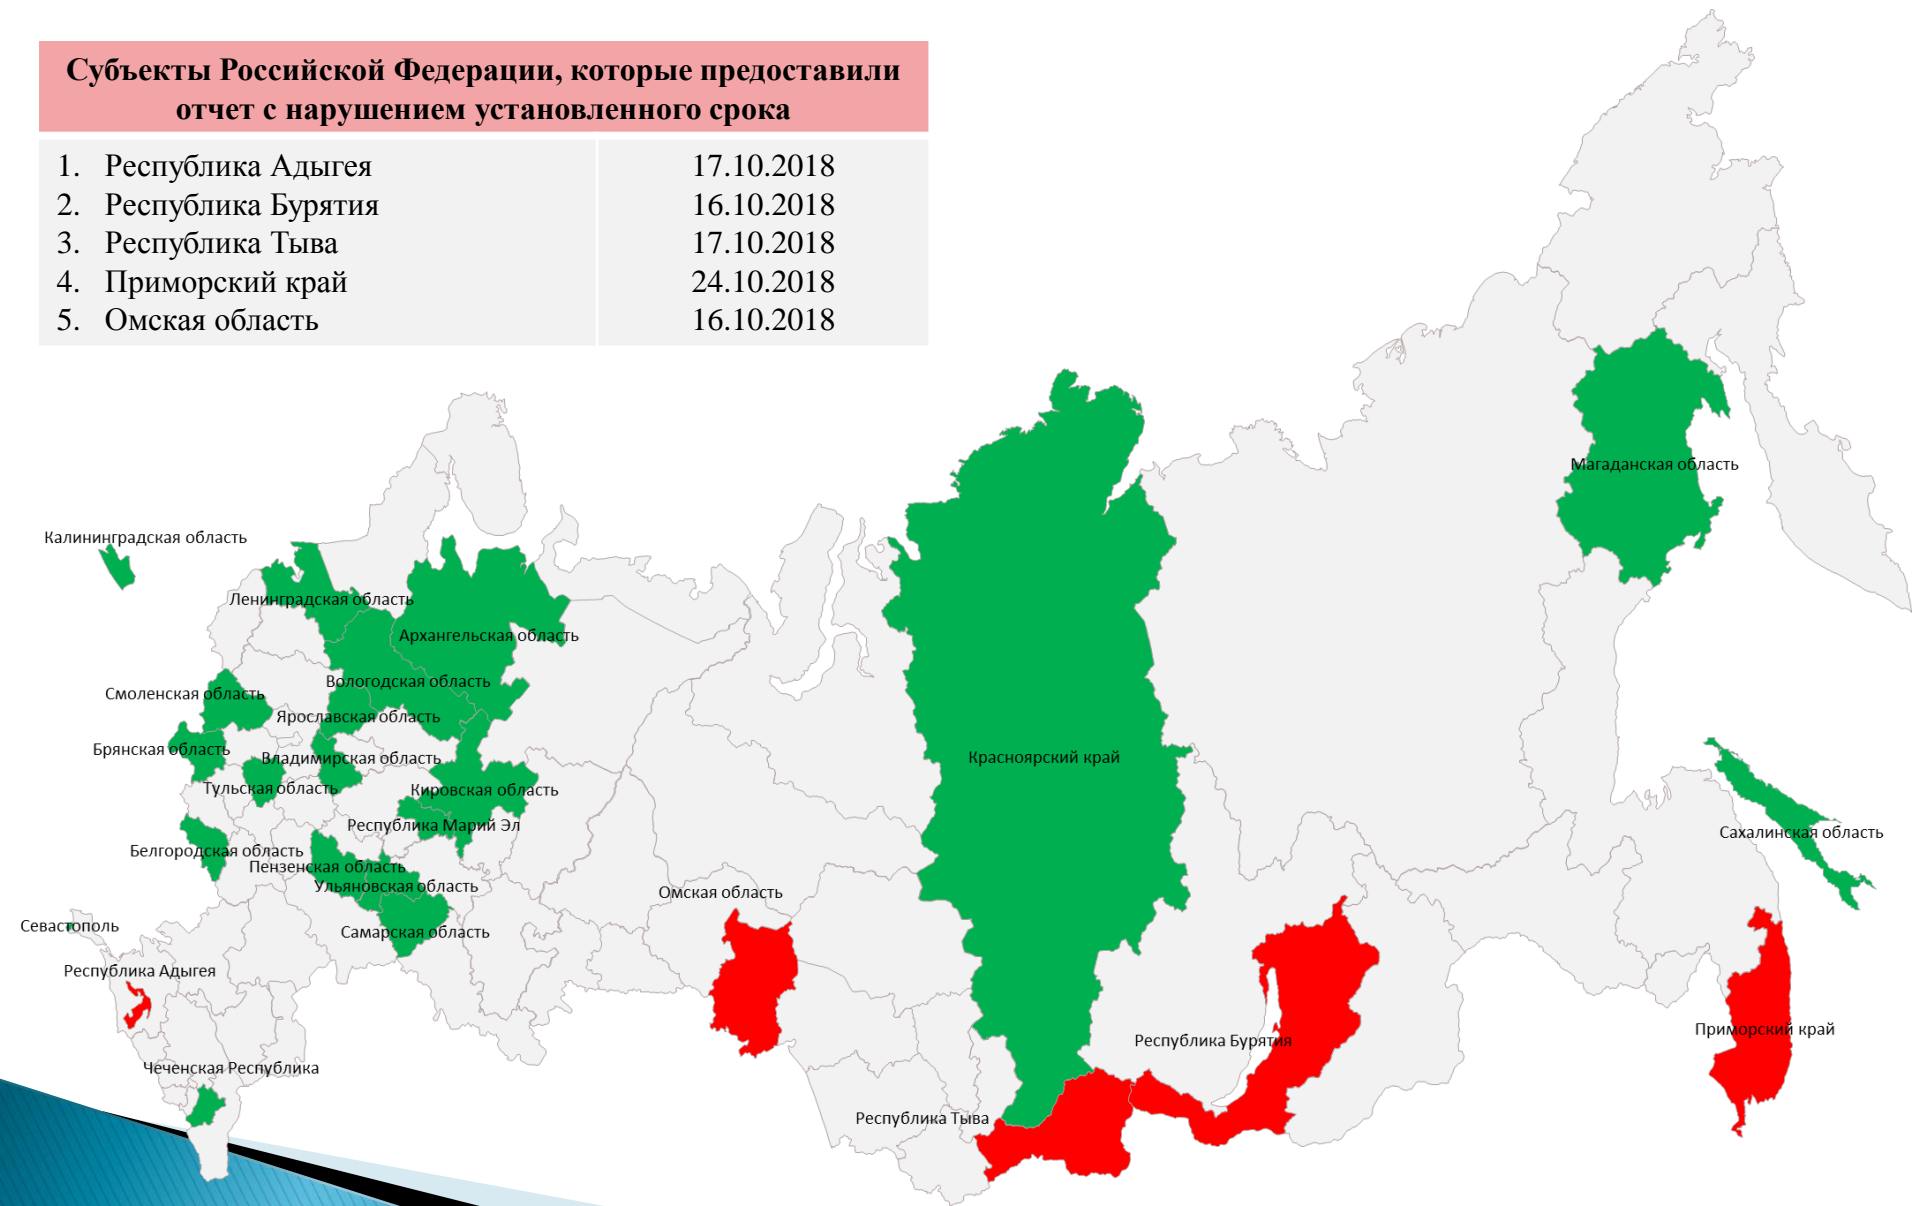 Субъекты Российской Федерации, которые предоставили
отчет с нарушением установленного срока
1. Республика Адыгея 17.10.2018
2. Республика Бурятия 16.10.2018
3. Республика Тыва 17.10.2018
4. Приморский край 24.10.2018
5. Омская область 16.10.2018
Магаданская область
Калининградская область
Ленинградская область
Архангельская область
Вологодская область
Смоленская область
Ярославская область
Брянская область
Владимирская область
Красноярский край
Тульская область
Кировская область
Республика Марий Эл
Сахалинская область
Белгородская область
Пензенская область
Ульяновская область
Омская область
Севастополь
Самарская область
Республика Адыгея
Приморский край
Республика Бурятия
Чеченская Республика
Республика Тыва